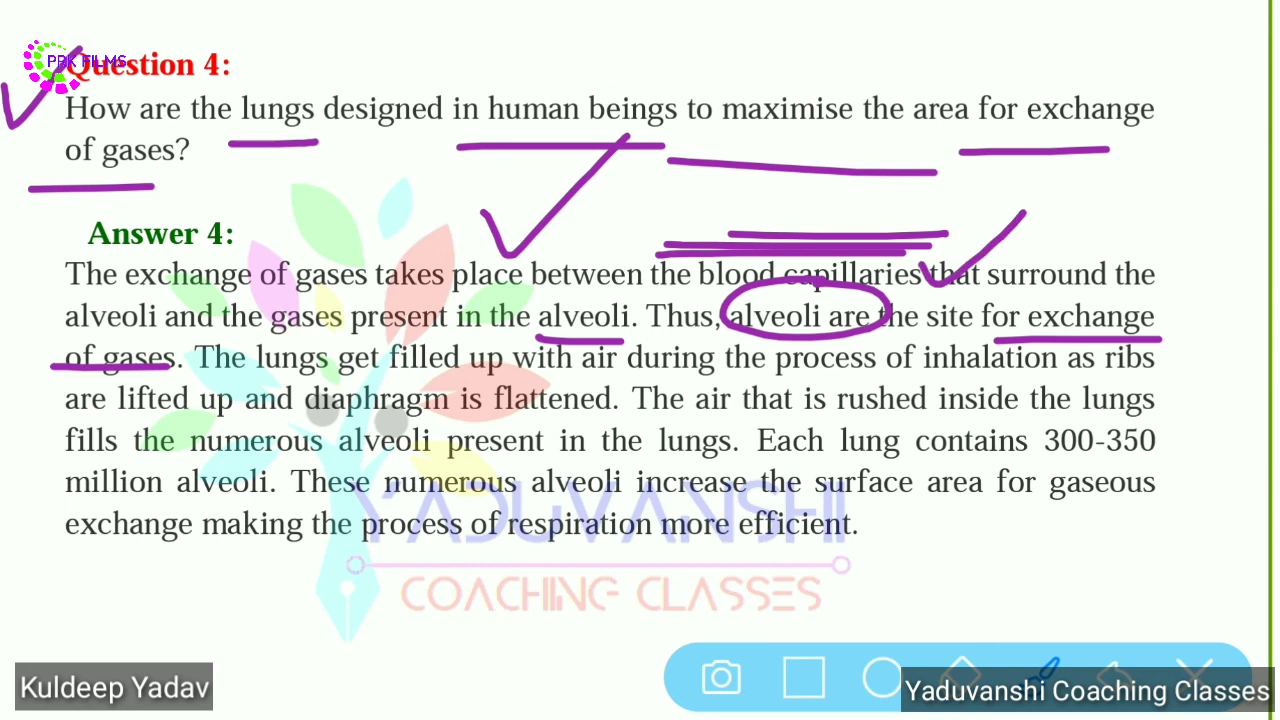 PBK FILMS
Question 4:
How are the lungs designed in human beings to maximise the area for exchange
of gases?
Answer 4:
The exchange of gases takes place between the blood capillaries that surround the
alveoli and the gases present in the alveoli. Thus, alveoli are the site for exchange
of gases. The lungs get filled up with air during the process of inhalation as ribs
are lifted up and diaphragm is flattened. The air that is rushed inside the lungs
fills the numerous alveoli present in the lungs. Each lung contains 300-350
million alveoli. These numerous alveoli increase the surface area for gaseous
exchange making the process of respiration more efficient.
YADUVANSHI
COACHING CLASSES
Kuldeep Yadav
Yaduvanshi Coaching Classes